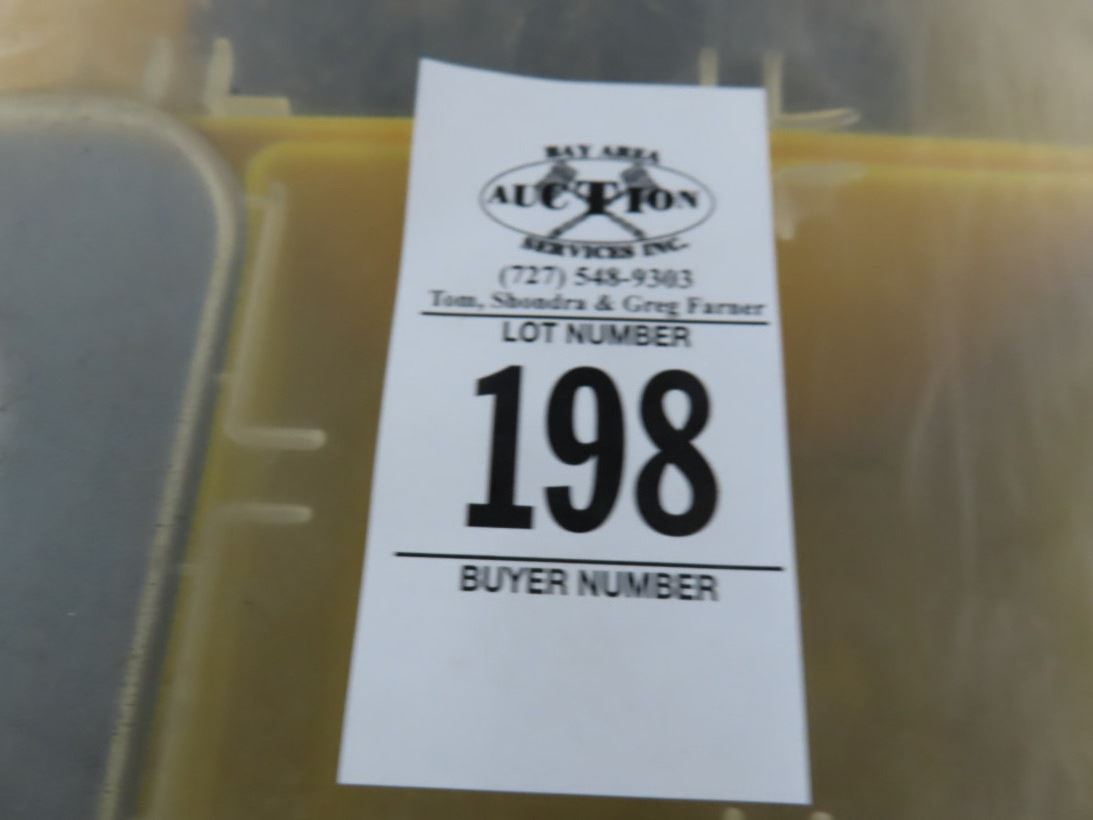 BAY AREA
AUCTION
SERVICES INC.
(727) 548-9303
Tom, Shondra & Greg Farner
LOT NUMBER
198
BUYER NUMBER